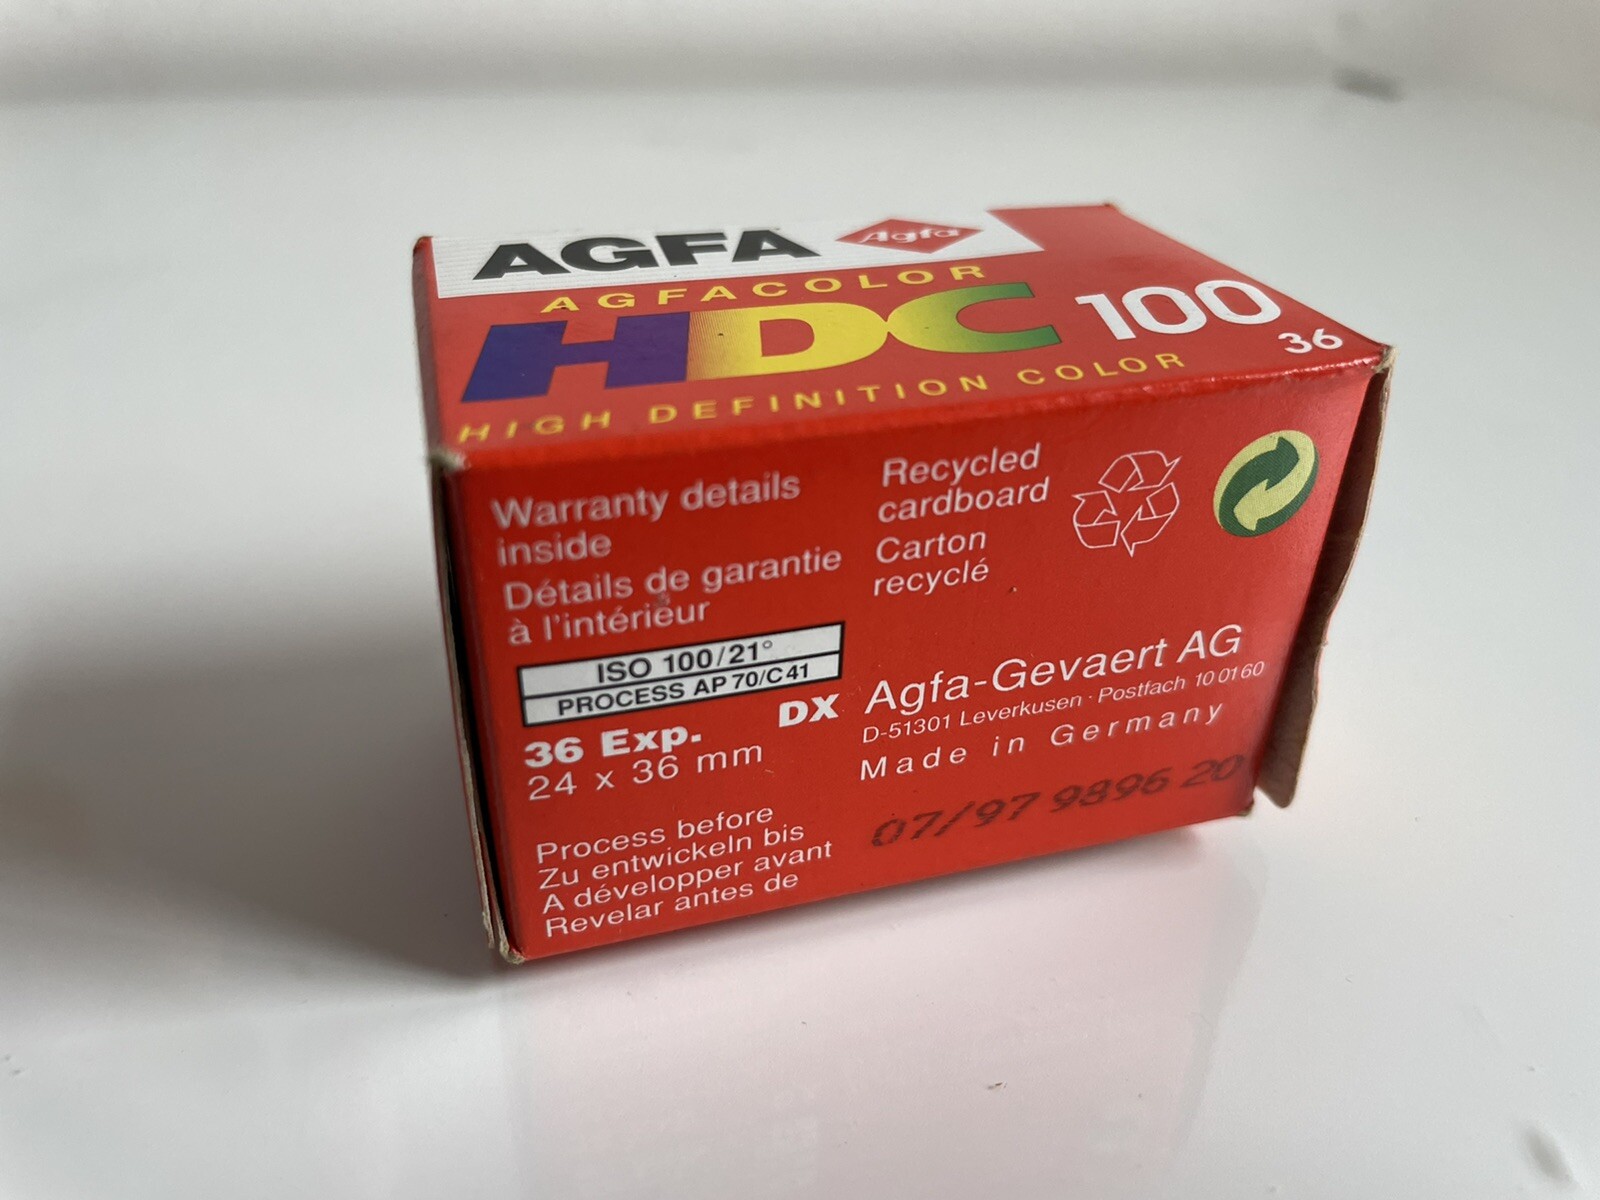 AGFA Agfa
AGFACOLOR
HDC 100
36
HIGH DEFINITION COLOR
Warranty details
inside
Détails de garantie
à l'intérieur
ISO 100/21°
PROCESS AP 70/C 41
DX
36 Exp.
24 x 36 mm
Process before
Zu entwickeln bis
A développer avant
Revelar antes de
Recycled
cardboard
Carton
recyclé
Agfa-Gevaert AG
D-51301 Leverkusen · Postfach 10 01 60
Made in Germany
07/97 9896 20